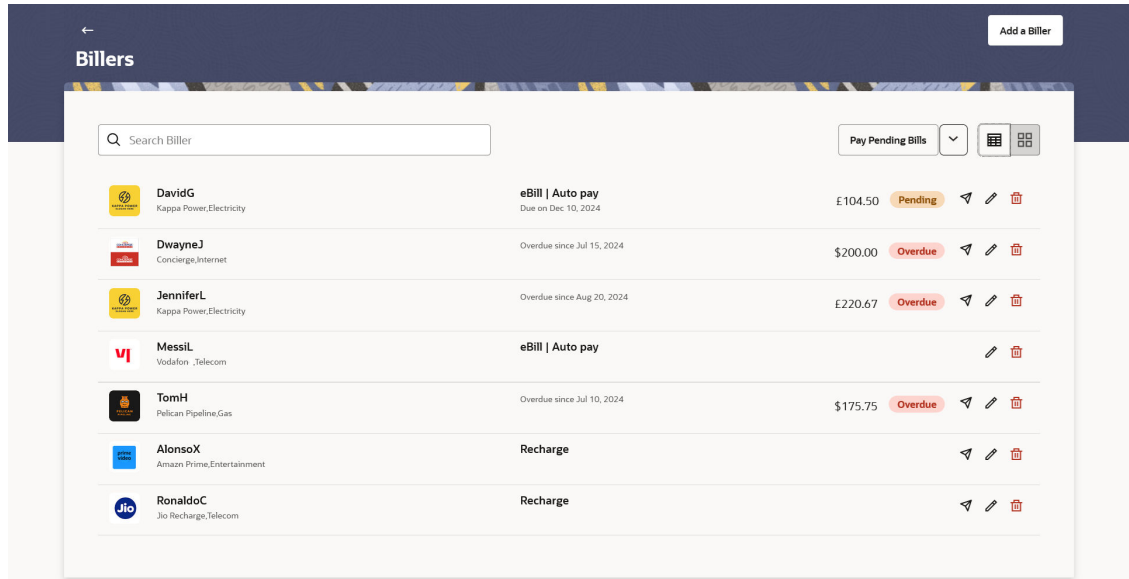 Add a Biller
Billers
Search Biller
Pay Pending Bills
DavidG
Kappa Power,Electricity
eBill | Auto pay
Due on Dec 10, 2024
£104.50 Pending
DwayneJ
Concierge,Internet
Overdue since Jul 15, 2024
$200.00 Overdue
JenniferL
Kappa Power,Electricity
Overdue since Aug 20, 2024
£220.67 Overdue
MessiL
Vodafon ,Telecom
eBill | Auto pay
TomH
Pelican Pipeline,Gas
Overdue since Jul 10, 2024
$175.75 Overdue
prime
video
AlonsoX
Amazn Prime,Entertainment
Recharge
Jio
RonaldoC
Jio Recharge,Telecom
Recharge